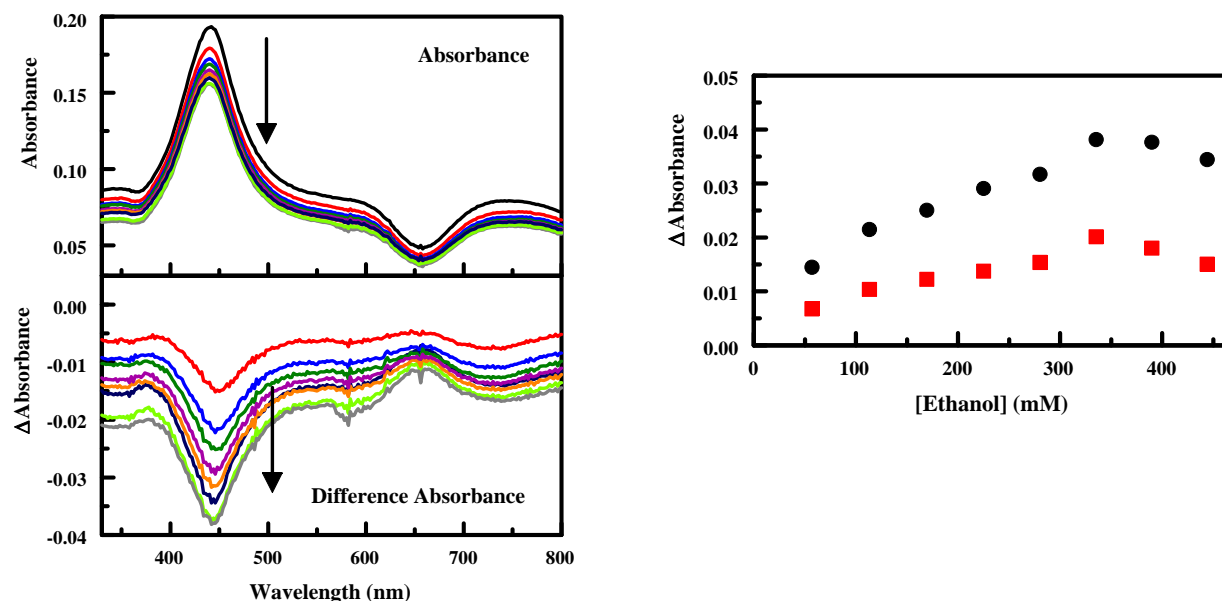 0.20
0.15
0.10
0.05
Absorbance
Absorbance
0.00
-0.01
-0.02
-0.03
-0.04
ΔAbsorbance
Difference Absorbance
400 500 600 700 800
Wavelength (nm)
0.05
0.04
0.03
0.02
0.01
0.00
ΔAbsorbance
0 100 200 300 400
[Ethanol] (mM)